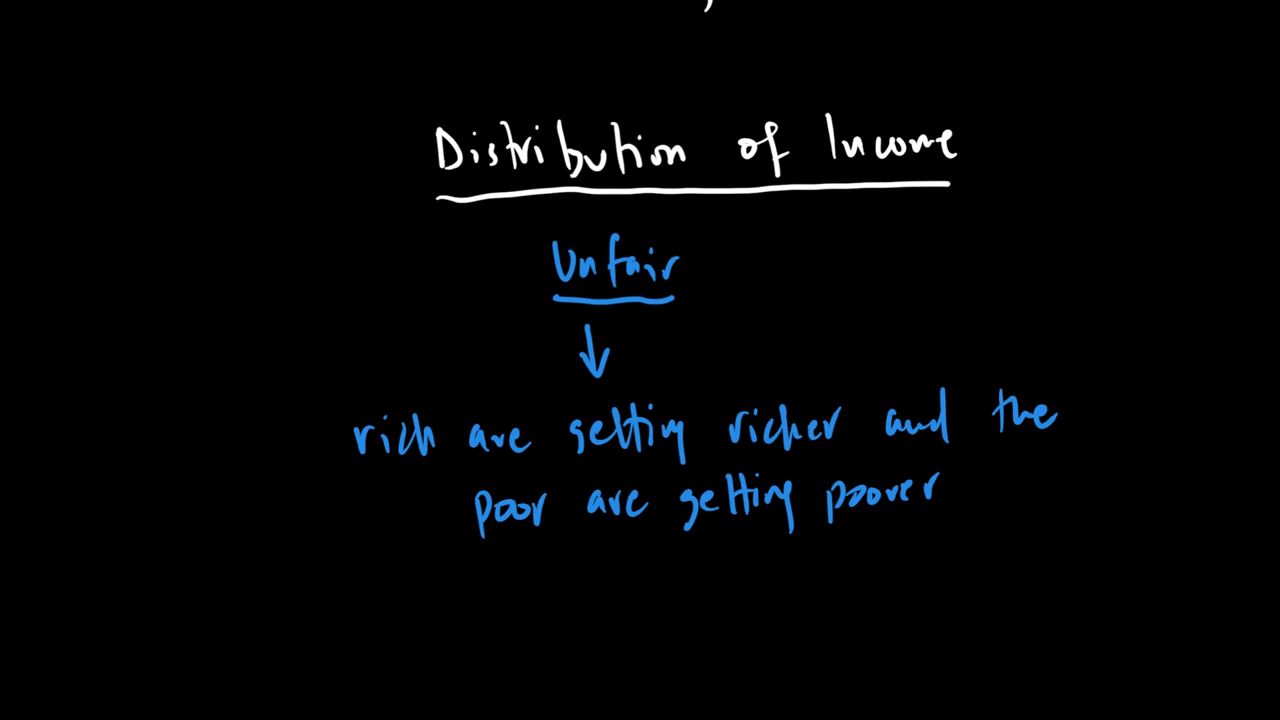 Distribution of Income
Unfair
↓
rich are getting richer and the
poor are getting poorer